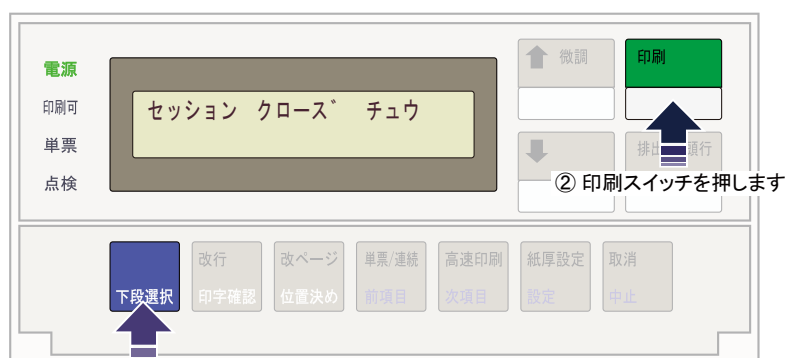 電源
印刷可
単票
点検
セッション クローズ゛ チュウ
微調
印刷
排出
頭行
② 印刷スイッチを押します
下段選択
改行
印字確認
改ページ
位置決め
単票/連続
前項目
高速印刷
次項目
紙厚設定
設定
取消
中止